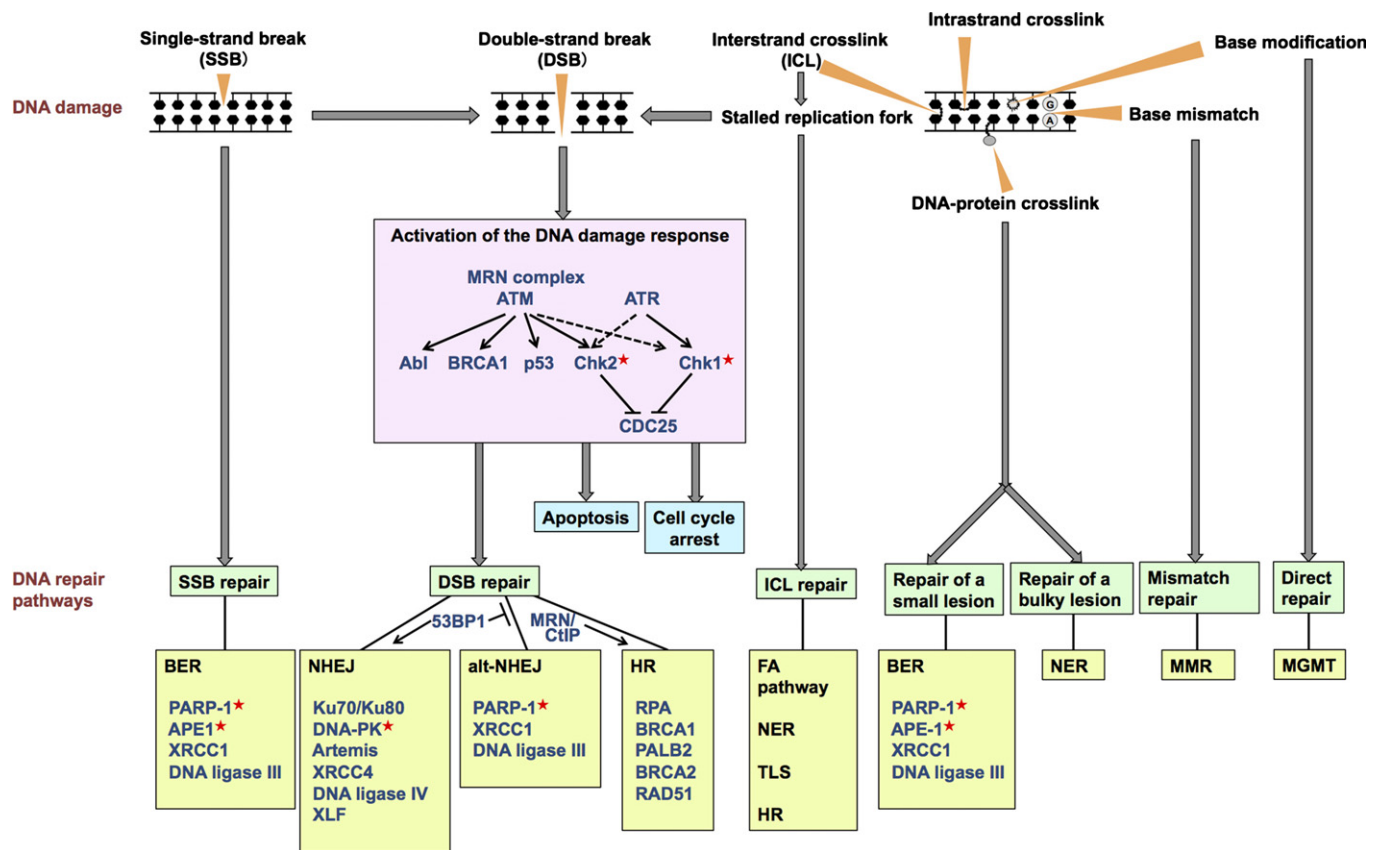 Single-strand break
(SSB)
Double-strand break
(DSB)
Interstrand crosslink
(ICL)
Intrastrand crosslink
Base modification
DNA damage
Stalled replication fork
G
A
Base mismatch
DNA-protein crosslink
Activation of the DNA damage response
MRN complex
ATM
ATR
Abl
BRCA1
p53
Chk2★
Chk1★
CDC25
Apoptosis
Cell cycle
arrest
DNA repair
pathways
SSB repair
DSB repair
ICL repair
Repair of a
small lesion
Repair of a
bulky lesion
Mismatch
repair
Direct
repair
53BP1
MRN/
CtIP
BER
PARP-1★
APE1★
XRCC1
DNA ligase III
NHEJ
Ku70/Ku80
DNA-PK★
Artemis
XRCC4
DNA ligase IV
XLF
alt-NHEJ
PARP-1★
XRCC1
DNA ligase III
HR
RPA
BRCA1
PALB2
BRCA2
RAD51
FA
pathway
NER
TLS
HR
BER
PARP-1★
APE-1★
XRCC1
DNA ligase III
NER
MMR
MGMT